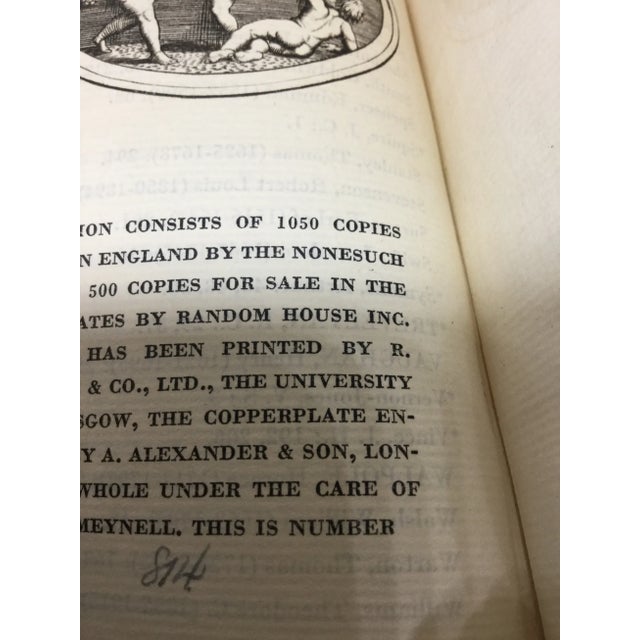 ION CONSISTS OF 1050 COPIES
N ENGLAND BY THE NONESUCH
500 COPIES FOR SALE IN THE
ATES BY RANDOM HOUSE INC.
HAS BEEN PRINTED BY R.
& CO., LTD., THE UNIVERSITY
SGOW, THE COPPERPLATE EN-
Y A. ALEXANDER & SON, LON-
WHOLE UNDER THE CARE OF
MEYNELL. THIS IS NUMBER
814